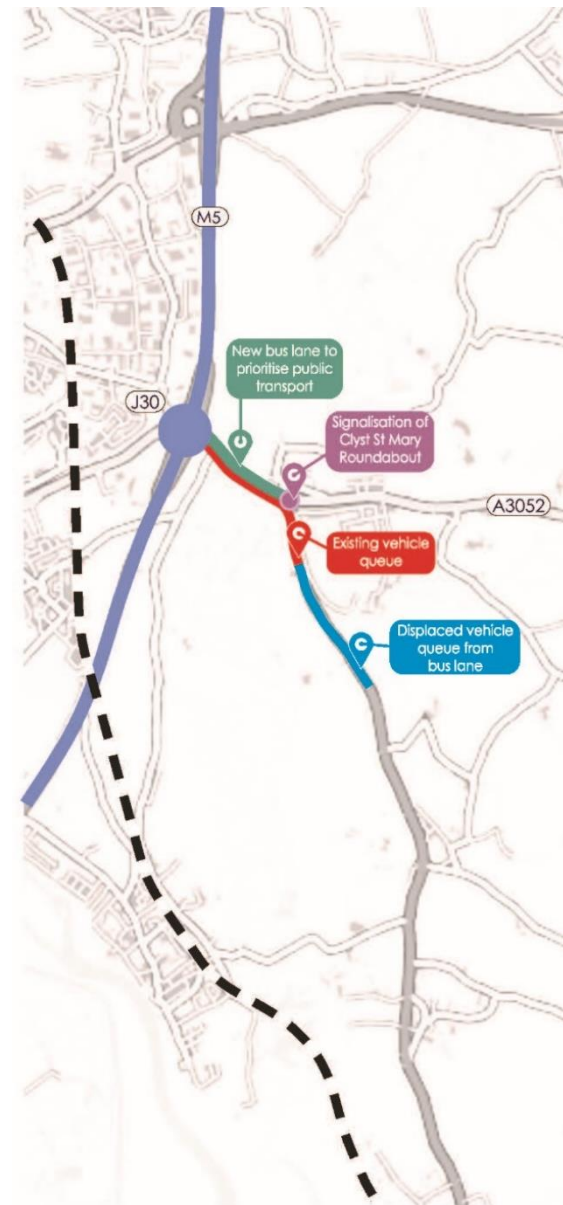 M5
New bus lane to
prioritise public
transport
J30
Signalisation of
Clyst St Mary
Roundabout
A3052
Existing vehicle
queue
Displaced vehicle
queue from
bus lane